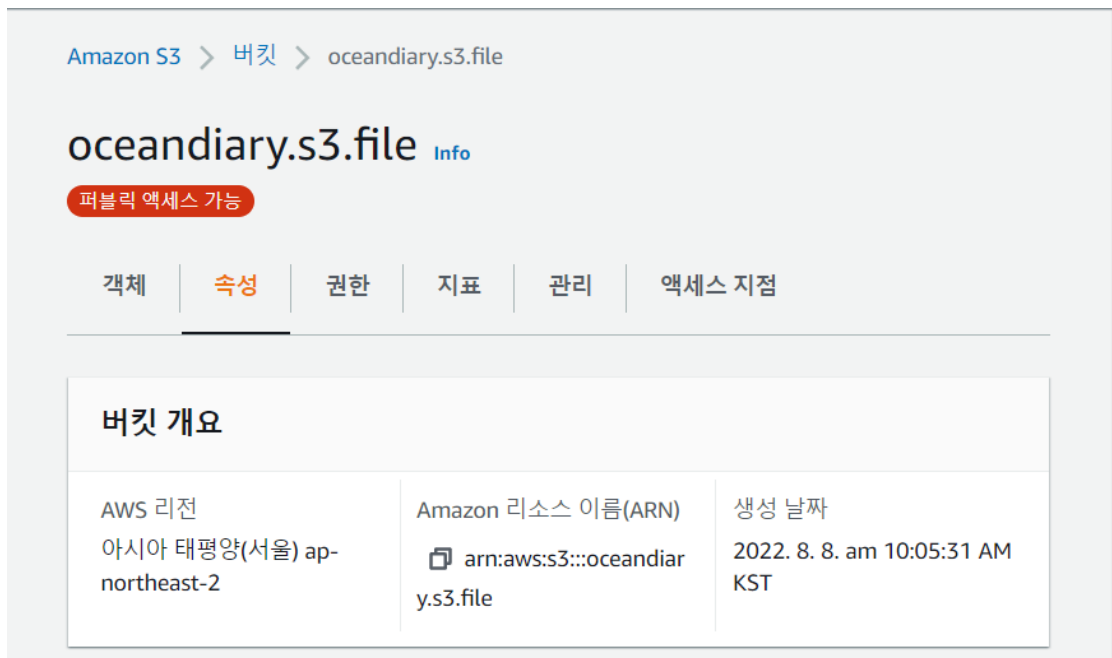 Amazon S3 > 버킷 > oceandiary.s3.file
oceandiary.s3.file Info
퍼블릭 액세스 가능
객체 속성 권한 지표 관리 액세스 지점
버킷 개요
AWS 리전
아시아 태평양(서울) ap-
northeast-2
Amazon 리소스 이름(ARN)
arn:aws:s3:::oceandiar
y.s3.file
생성 날짜
2022. 8. 8. am 10:05:31 AM
KST